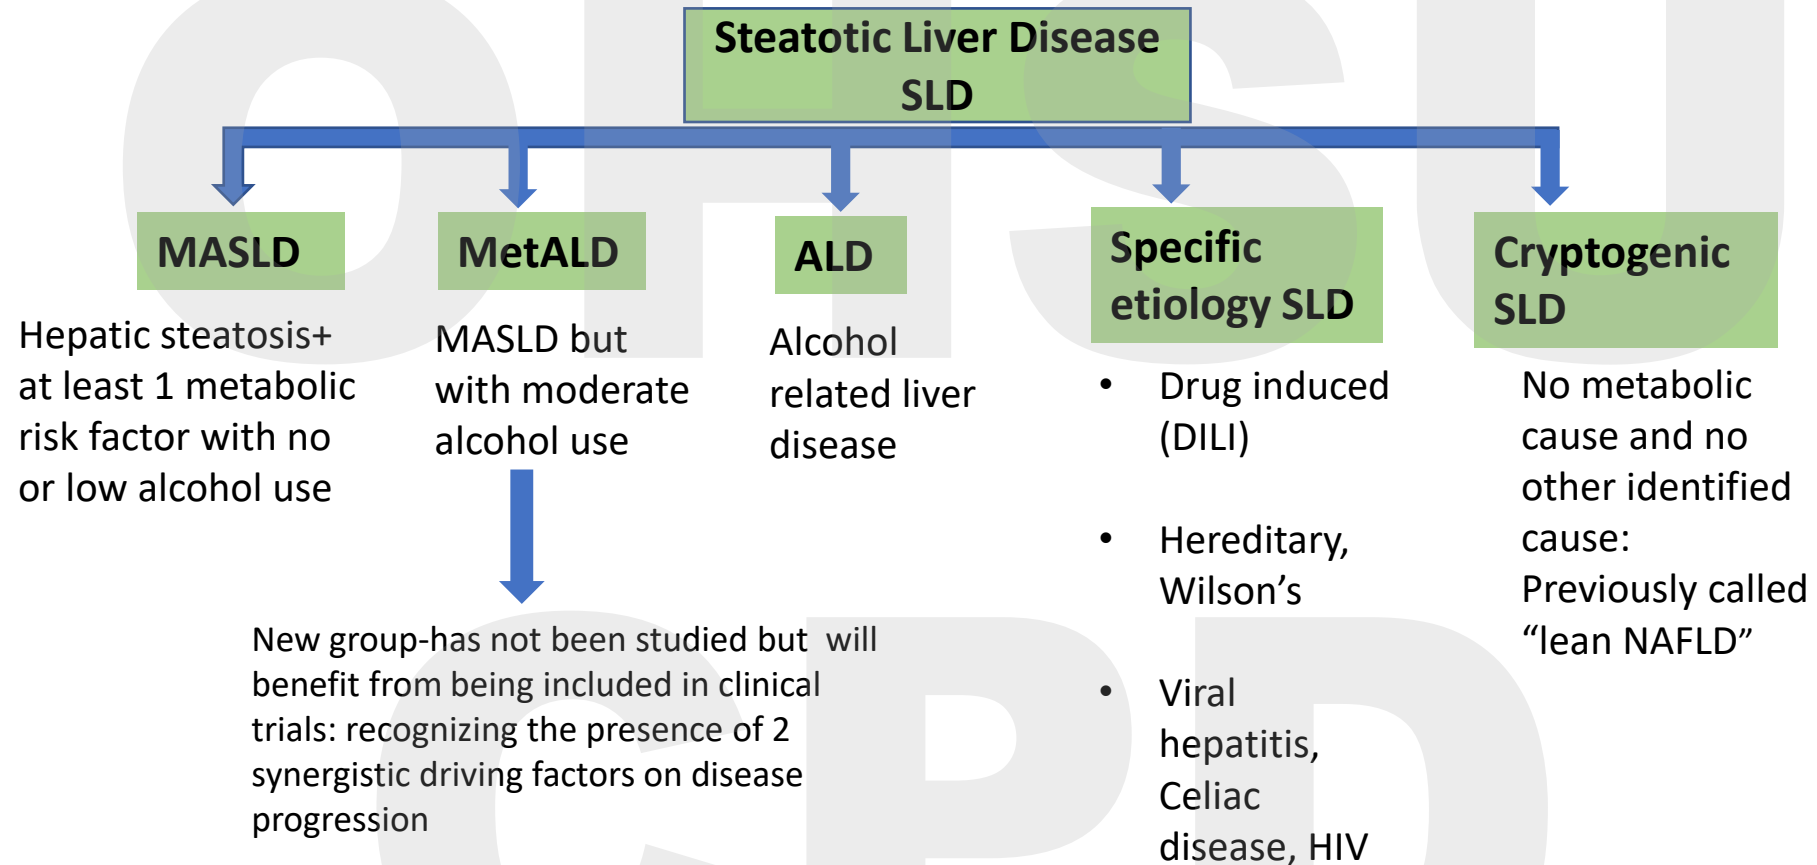 Steatotic Liver Disease
SLD
MASLD
Hepatic steatosis+
at least 1 metabolic
risk factor with no
or low alcohol use
MetALD
MASLD but
with moderate
alcohol use
New group-has not been studied but will
benefit from being included in clinical
trials: recognizing the presence of 2
synergistic driving factors on disease
progression
ALD
Alcohol
related liver
disease
Specific
etiology SLD
• Drug induced
(DILI)
• Hereditary,
Wilson’s
• Viral
hepatitis,
Celiac
disease, HIV
Cryptogenic
SLD
No metabolic
cause and no
other identified
cause:
Previously called
“lean NAFLD”
OHSU
CPD